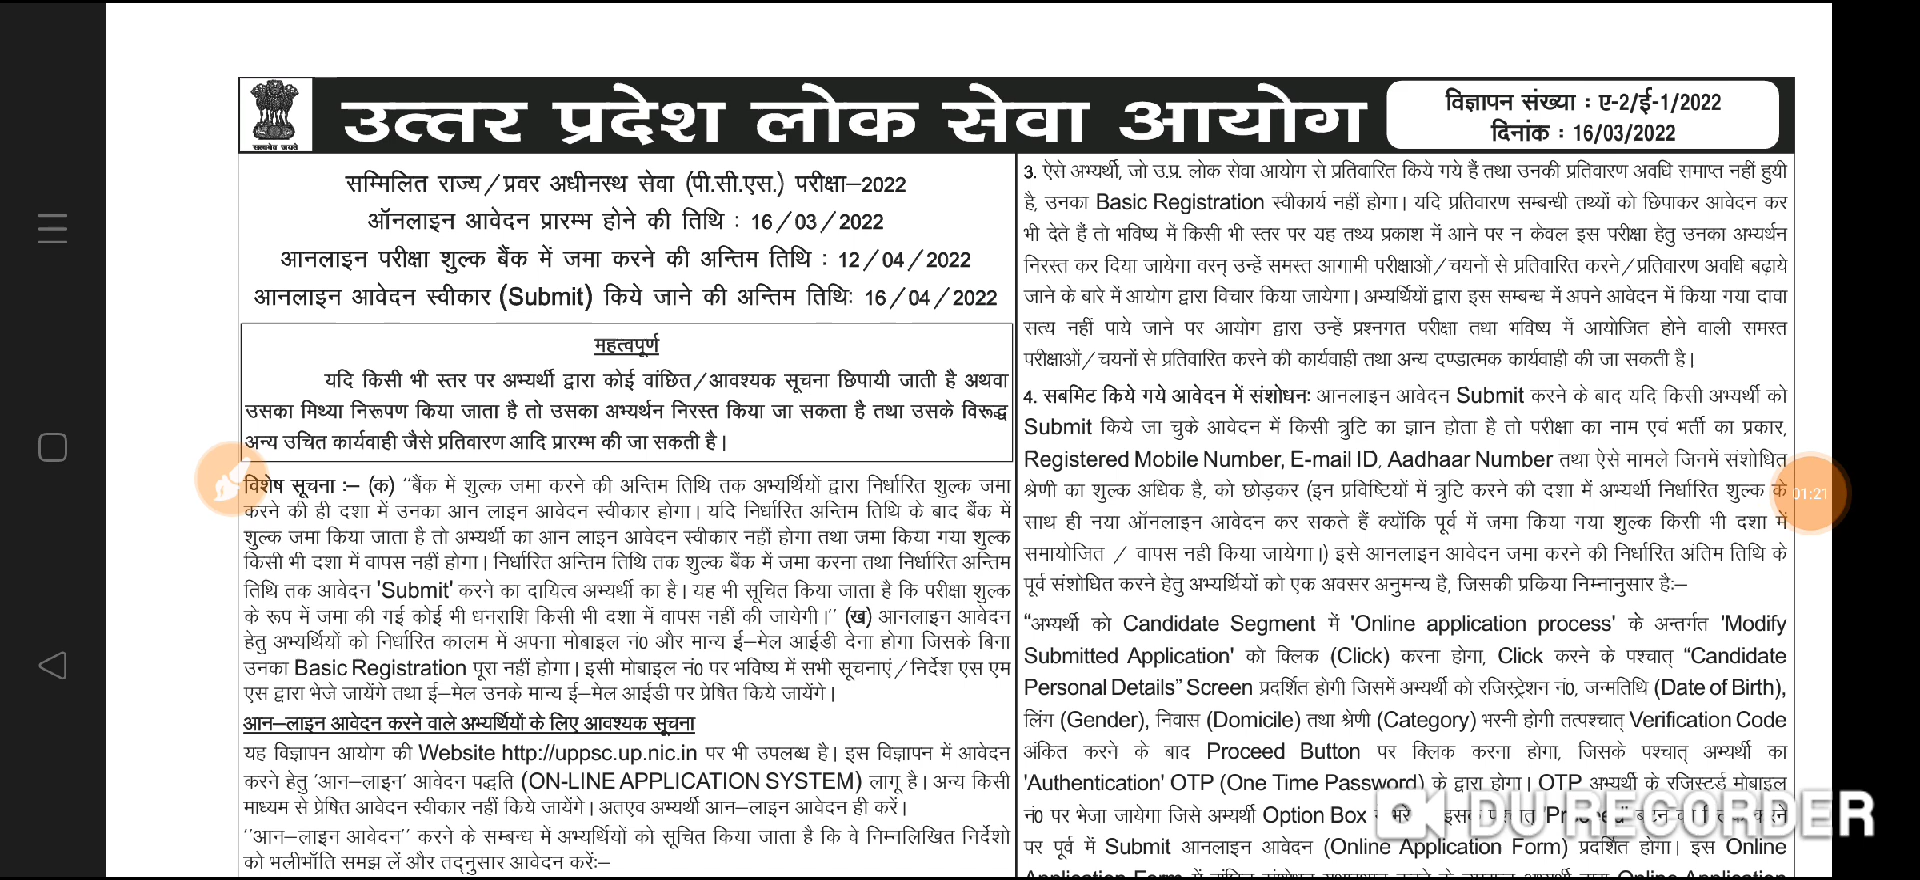 सत्यमेव जयते
उत्तर प्रदेश लोक सेवा आयोग
विज्ञापन संख्या : ए-2/ई-1/2022
दिनांक : 16/03/2022
सम्मिलित राज्य/प्रवर अधीनस्थ सेवा (पी.सी.एस.) परीक्षा–2022
ऑनलाइन आवेदन प्रारम्भ होने की तिथि : 16/03/2022
आनलाइन परीक्षा शुल्क बैंक में जमा करने की अन्तिम तिथि : 12/04/2022
आनलाइन आवेदन स्वीकार (Submit) किये जाने की अन्तिम तिथिः 16/04/2022
महत्वपूर्ण
यदि किसी भी स्तर पर अभ्यर्थी द्वारा कोई वांछित/आवश्यक सूचना छिपायी जाती है अथवा
उसका मिथ्या निरूपण किया जाता है तो उसका अभ्यर्थन निरस्त किया जा सकता है तथा उसके विरूद्ध
अन्य उचित कार्यवाही जैसे प्रतिवारण आदि प्रारम्भ की जा सकती है।
विशेष सूचना :– (क) “बैंक में शुल्क जमा करने की अन्तिम तिथि तक अभ्यर्थियों द्वारा निर्धारित शुल्क जमा
करने की ही दशा में उनका आन लाइन आवेदन स्वीकार होगा। यदि निर्धारित अन्तिम तिथि के बाद बैंक में
शुल्क जमा किया जाता है तो अभ्यर्थी का आन लाइन आवेदन स्वीकार नहीं होगा तथा जमा किया गया शुल्क
किसी भी दशा में वापस नहीं होगा। निर्धारित अन्तिम तिथि तक शुल्क बैंक में जमा करना तथा निर्धारित अन्तिम
तिथि तक आवेदन 'Submit' करने का दायित्व अभ्यर्थी का है। यह भी सूचित किया जाता है कि परीक्षा शुल्क
के रूप में जमा की गई कोई भी धनराशि किसी भी दशा में वापस नहीं की जायेगी।” (ख) आनलाइन आवेदन
हेतु अभ्यर्थियों को निर्धारित कालम में अपना मोबाइल नं0 और मान्य ई–मेल आईडी देना होगा जिसके बिना
उनका Basic Registration पूरा नहीं होगा। इसी मोबाइल नं0 पर भविष्य में सभी सूचनाएं/निर्देश एस एम
एस द्वारा भेजे जायेंगे तथा ई–मेल उनके मान्य ई–मेल आईडी पर प्रेषित किये जायेंगे।
आन–लाइन आवेदन करने वाले अभ्यर्थियों के लिए आवश्यक सूचना
यह विज्ञापन आयोग की Website http://uppsc.up.nic.in पर भी उपलब्ध है। इस विज्ञापन में आवेदन
करने हेतु 'आन–लाइन' आवेदन पद्धति (ON-LINE APPLICATION SYSTEM) लागू है। अन्य किसी
माध्यम से प्रेषित आवेदन स्वीकार नहीं किये जायेंगे। अतएव अभ्यर्थी आन–लाइन आवेदन ही करें।
''आन–लाइन आवेदन'' करने के सम्बन्ध में अभ्यर्थियों को सूचित किया जाता है कि वे निम्नलिखित निर्देशो
को भलीभाँति समझ लें और तद्नुसार आवेदन करें:–
3. ऐसे अभ्यर्थी, जो उ.प्र. लोक सेवा आयोग से प्रतिवारित किये गये हैं तथा उनकी प्रतिवारण अवधि समाप्त नहीं हुयी
है, उनका Basic Registration स्वीकार्य नहीं होगा। यदि प्रतिवारण सम्बन्धी तथ्यों को छिपाकर आवेदन कर
भी देते हैं तो भविष्य में किसी भी स्तर पर यह तथ्य प्रकाश में आने पर न केवल इस परीक्षा हेतु उनका अभ्यर्थन
निरस्त कर दिया जायेगा वरन् उन्हें समस्त आगामी परीक्षाओं/चयनों से प्रतिवारित करने/प्रतिवारण अवधि बढ़ाये
जाने के बारे में आयोग द्वारा विचार किया जायेगा। अभ्यर्थियों द्वारा इस सम्बन्ध में अपने आवेदन में किया गया दावा
सत्य नहीं पाये जाने पर आयोग द्वारा उन्हें प्रश्नगत परीक्षा तथा भविष्य में आयोजित होने वाली समस्त
परीक्षाओं/चयनों से प्रतिवारित करने की कार्यवाही तथा अन्य दण्डात्मक कार्यवाही की जा सकती है।
4. सबमिट किये गये आवेदन में संशोधनः आनलाइन आवेदन Submit करने के बाद यदि किसी अभ्यर्थी को
Submit किये जा चुके आवेदन में किसी त्रुटि का ज्ञान होता है तो परीक्षा का नाम एवं भर्ती का प्रकार,
Registered Mobile Number, E-mail ID, Aadhaar Number तथा ऐसे मामले जिनमें संशोधित
श्रेणी का शुल्क अधिक है, को छोड़कर (इन प्रविष्टियों में त्रुटि करने की दशा में अभ्यर्थी निर्धारित शुल्क के
01:21
साथ ही नया ऑनलाइन आवेदन कर सकते हैं क्योंकि पूर्व में जमा किया गया शुल्क किसी भी दशा में
समायोजित / वापस नही किया जायेगा।) इसे आनलाइन आवेदन जमा करने की निर्धारित अंतिम तिथि के
पूर्व संशोधित करने हेतु अभ्यर्थियों को एक अवसर अनुमन्य है, जिसकी प्रक्रिया निम्नानुसार है:–
“अभ्यर्थी को Candidate Segment में 'Online application process' के अन्तर्गत 'Modify
Submitted Application' को क्लिक (Click) करना होगा, Click करने के पश्चात् “Candidate
Personal Details” Screen प्रदर्शित होगी जिसमें अभ्यर्थी को रजिस्ट्रेशन नं0, जन्मतिथि (Date of Birth),
लिंग (Gender), निवास (Domicile) तथा श्रेणी (Category) भरनी होगी तत्पश्चात् Verification Code
अंकित करने के बाद Proceed Button पर क्लिक करना होगा, जिसके पश्चात् अभ्यर्थी का
'Authentication' OTP (One Time Password) के द्वारा होगा। OTP अभ्यर्थी के रजिस्टर्ड मोबाइल
नं0 पर भेजा जायेगा जिसे अभ्यर्थी Option Box
DU RECORDER
पर पूर्व में Submit आनलाइन आवेदन (Online Application Form) प्रदर्शित होगा। इस Online